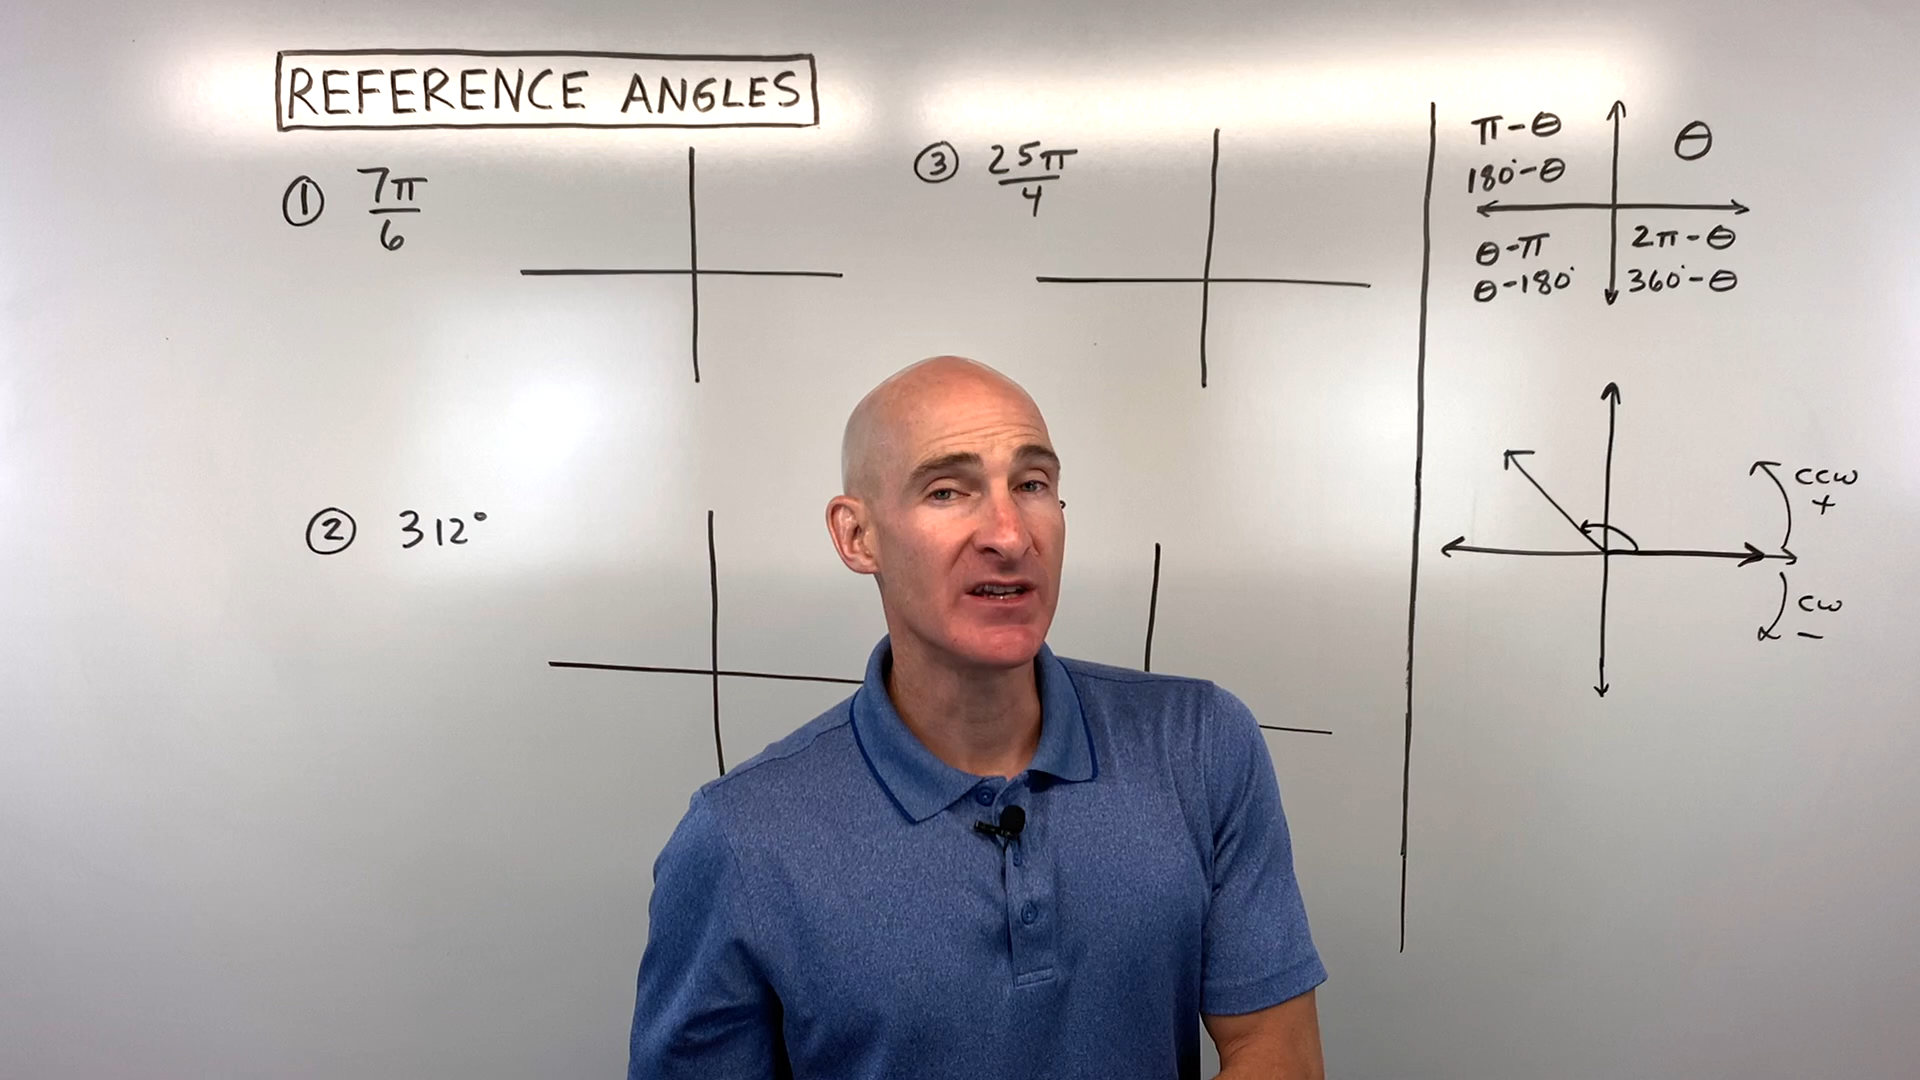 REFERENCE ANGLES
① 7π/6
② 312°
③ 25π/4
π-θ
180°-θ
θ
θ-π
θ-180°
2π-θ
360°-θ
CCW
+
CW
−